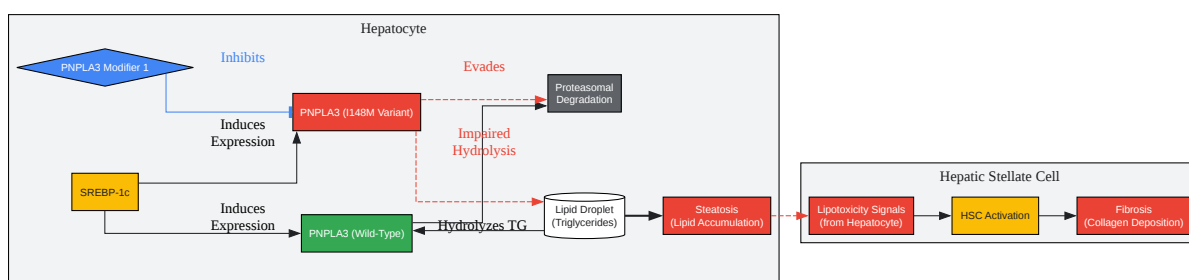 Hepatocyte
PNPLA3 Modifier 1
Inhibits
Evades
Proteasomal
Degradation
PNPLA3 (I148M Variant)
Induces
Expression
Impaired
Hydrolysis
Hepatic Stellate Cell
SREBP-1c
Induces
Expression
PNPLA3 (Wild-Type)
Hydrolyzes TG
Lipid Droplet
(Triglycerides)
Steatosis
(Lipid Accumulation)
Lipotoxicity Signals
(from Hepatocyte)
HSC Activation
Fibrosis
(Collagen Deposition)